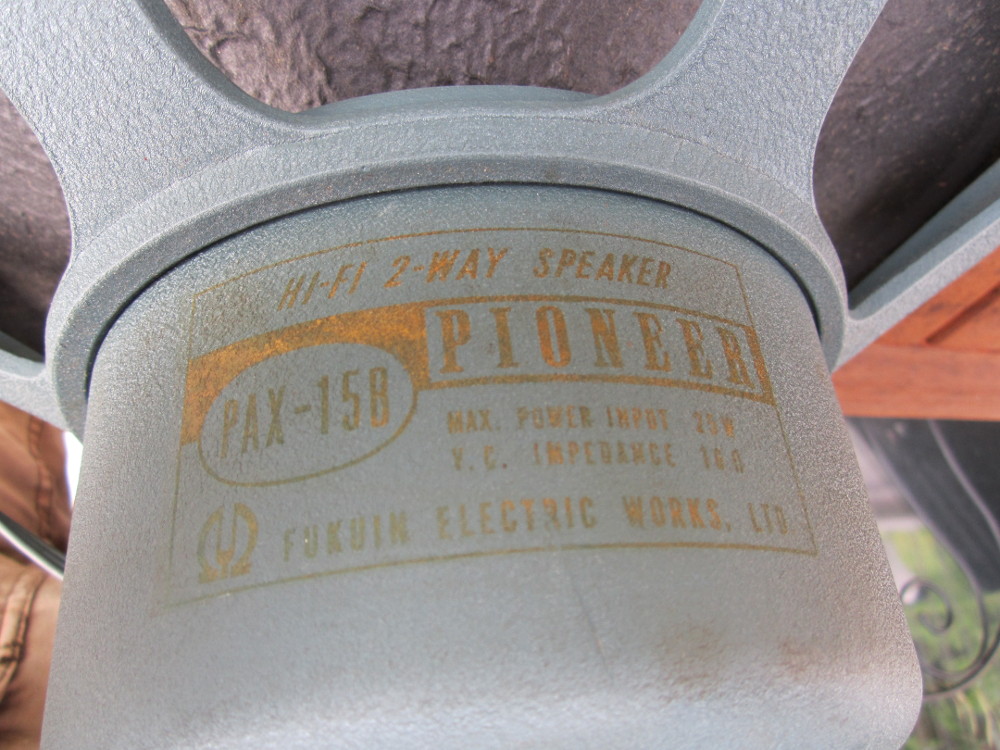 HI-FI 2-WAY SPEAKER
PIONEER
PAX-15B
MAX. POWER INPUT 25W
V. C. IMPEDANCE 16Ω
FUKUIN ELECTRIC WORKS, LTD